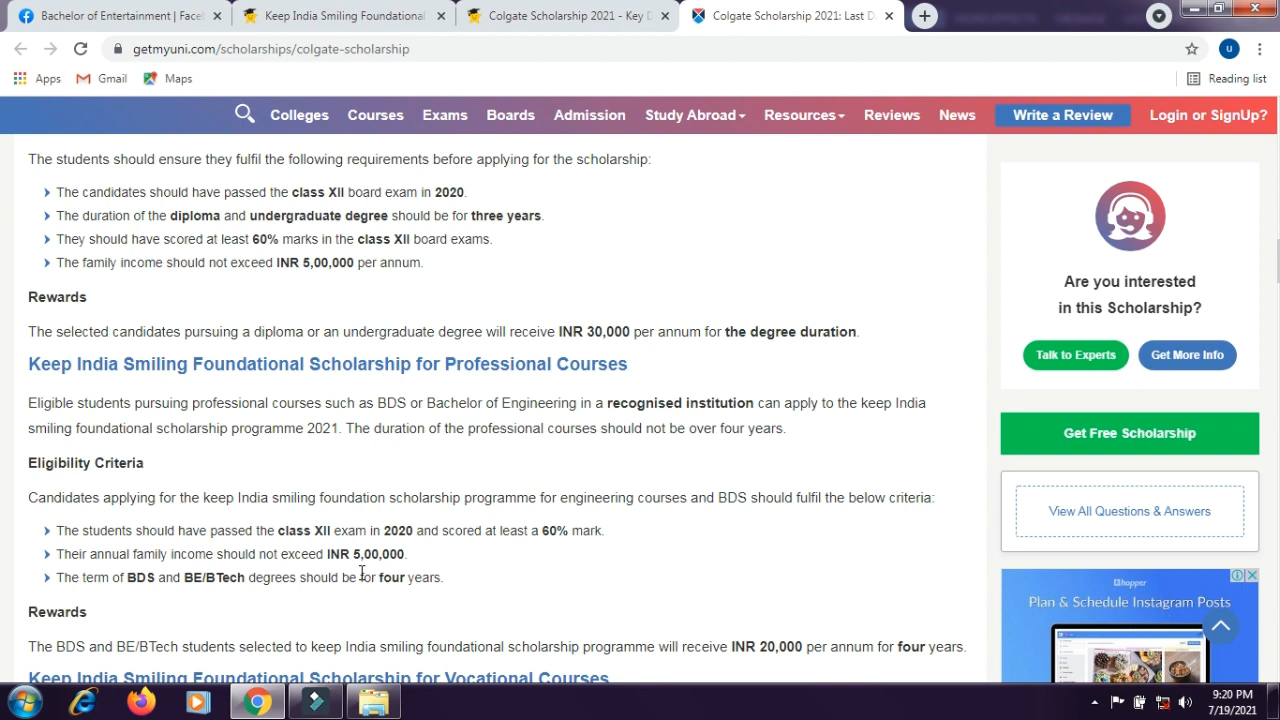 Bachelor of Entertainment | Face
Keep India Smiling Foundational
Colgate Scholarship 2021 - Key D
Colgate Scholarship 2021: Last D
getmyuni.com/scholarships/colgate-scholarship
u
Apps
Gmail
Maps
Reading list
Colleges
Courses
Exams
Boards
Admission
Study Abroad
Resources
Reviews
News
Write a Review
Login or SignUp?
The students should ensure they fulfil the following requirements before applying for the scholarship:
The candidates should have passed the class XII board exam in 2020.
The duration of the diploma and undergraduate degree should be for three years.
They should have scored at least 60% marks in the class XII board exams.
The family income should not exceed INR 5,00,000 per annum.
Rewards
The selected candidates pursuing a diploma or an undergraduate degree will receive INR 30,000 per annum for the degree duration.
Keep India Smiling Foundational Scholarship for Professional Courses
Eligible students pursuing professional courses such as BDS or Bachelor of Engineering in a recognised institution can apply to the keep India
smiling foundational scholarship programme 2021. The duration of the professional courses should not be over four years.
Eligibility Criteria
Candidates applying for the keep India smiling foundation scholarship programme for engineering courses and BDS should fulfil the below criteria:
The students should have passed the class XII exam in 2020 and scored at least a 60% mark.
Their annual family income should not exceed INR 5,00,000.
The term of BDS and BE/BTech degrees should be for four years.
Rewards
The BDS and BE/BTech students selected to keep India smiling foundational scholarship programme will receive INR 20,000 per annum for four years.
Keep India Smiling Foundational Scholarship for Vocational Courses
Are you interested
in this Scholarship?
Talk to Experts
Get More Info
Get Free Scholarship
View All Questions & Answers
hopper
Plan & Schedule Instagram Posts
9:20 PM
7/19/2021